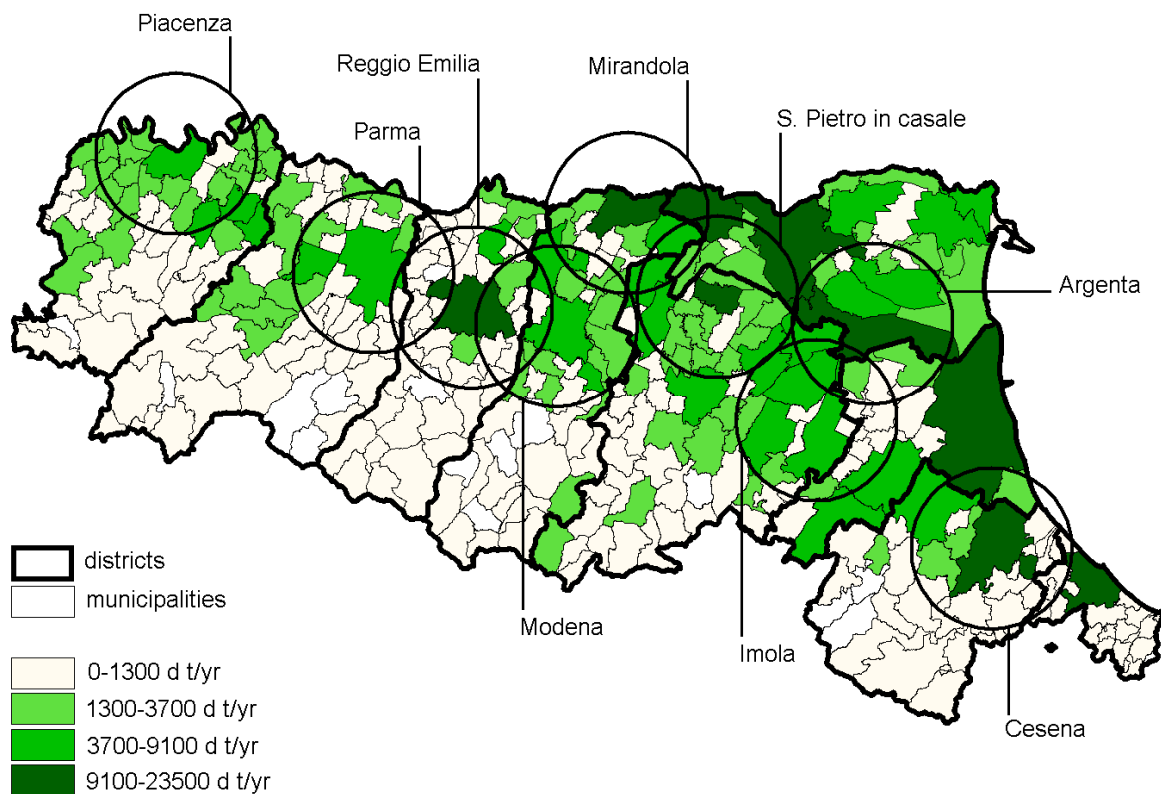 Piacenza
Reggio Emilia
Mirandola
Parma
S. Pietro in casale
Argenta
districts
municipalities
Modena
Imola
Cesena
0-1300 d t/yr
1300-3700 d t/yr
3700-9100 d t/yr
9100-23500 d t/yr